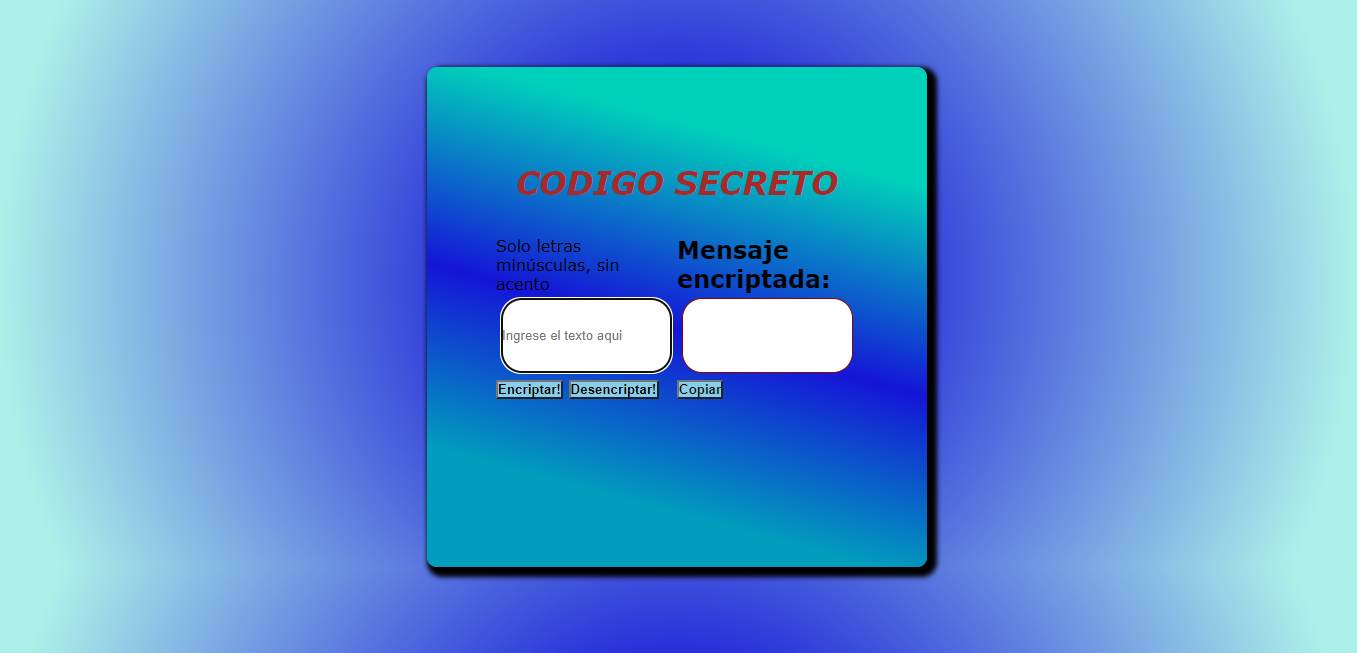 CODIGO SECRETO
Solo letras
minúsculas, sin
acento
Mensaje
encriptada:
Ingrese el texto aqui
Encriptar!
Desencriptar!
Copiar